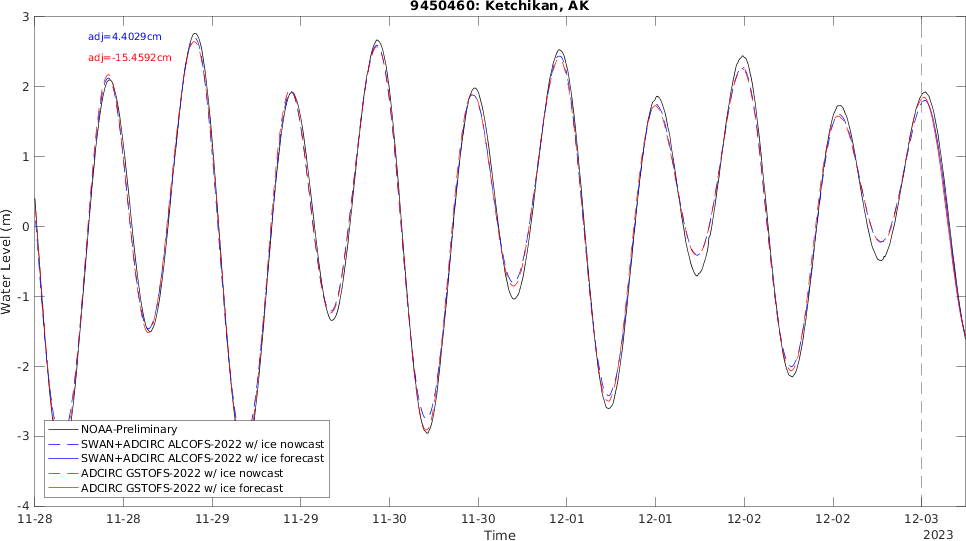 9450460: Ketchikan, AK
adj=4.4029cm
adj=-15.4592cm
3
2
1
0
-1
-2
-3
-4
Water Level (m)
NOAA-Preliminary
SWAN+ADCIRC ALCOFS-2022 w/ ice nowcast
SWAN+ADCIRC ALCOFS-2022 w/ ice forecast
ADCIRC GSTOFS-2022 w/ ice nowcast
ADCIRC GSTOFS-2022 w/ ice forecast
11-28 11-28 11-29 11-29 11-30 11-30 12-01 12-01 12-02 12-02 12-03
Time
2023